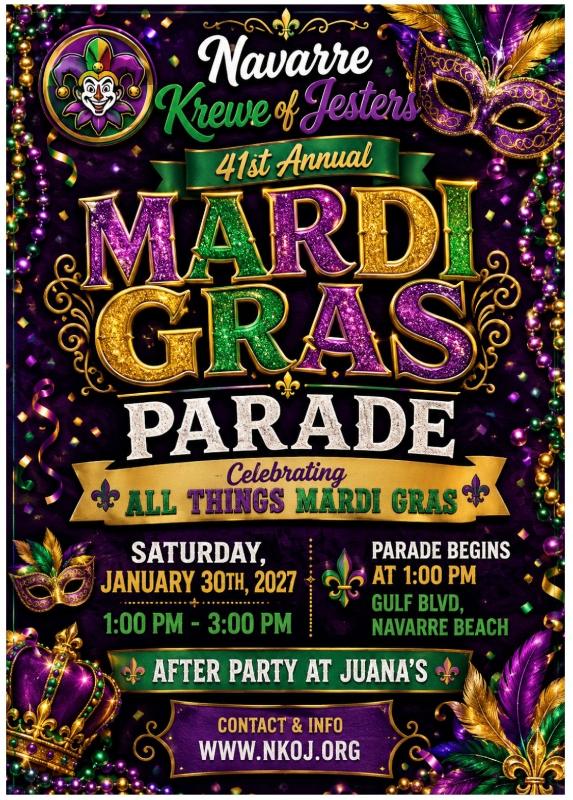 Navarre
Krewe of Jesters
41st Annual
MARDI
GRAS
PARADE
Celebrating
ALL THINGS MARDI GRAS
SATURDAY,
JANUARY 30TH, 2027
1:00 PM - 3:00 PM
PARADE BEGINS
AT 1:00 PM
GULF BLVD,
NAVARRE BEACH
AFTER PARTY AT JUANA'S
CONTACT & INFO
WWW.NKOJ.ORG